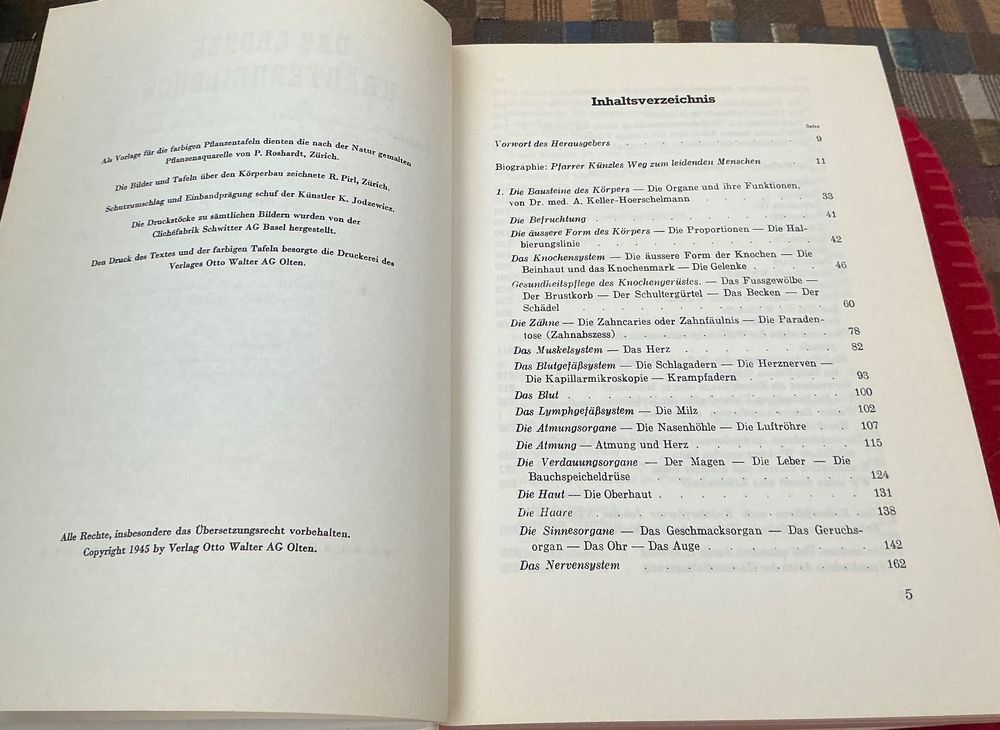 Als Vorlage für die farbigen Pflanzentafeln dienten die nach der Natur gemalten
Pflanzenaquarelle von P. Roshardt, Zürich.
Die Bilder und Tafeln über den Körperbau zeichnete R. Pirl, Zürich.
Schutzumschlag und Einbandprägung schuf der Künstler K. Jodzewicz.
Die Druckstöcke zu sämtlichen Bildern wurden von der
Clichéfabrik Schwitter AG Basel hergestellt.
Den Druck des Textes und der farbigen Tafeln besorgte die Druckerei des
Verlages Otto Walter AG Olten.
Alle Rechte, insbesondere das Übersetzungsrecht vorbehalten.
Copyright 1945 by Verlag Otto Walter AG Olten.
Inhaltsverzeichnis
Seite
Vorwort des Herausgebers . . . . . . . . 9
Biographie: Pfarrer Künzles Weg zum leidenden Menschen . . . 11
1. Die Bausteine des Körpers — Die Organe und ihre Funktionen,
von Dr. med. A. Keller-Hoerschelmann . . . . . 33
Die Befruchtung . . . . . . . . . 41
Die äussere Form des Körpers — Die Proportionen — Die Hal-
bierungslinie . . . . . . . . . 42
Das Knochensystem — Die äussere Form der Knochen — Die
Beinhaut und das Knochenmark — Die Gelenke . . . . 46
Gesundheitspflege des Knochengerüstes. — Das Fussgewölbe —
Der Brustkorb — Der Schultergürtel — Das Becken — Der
Schädel . . . . . . . . . . 60
Die Zähne — Die Zahncaries oder Zahnfäulnis — Die Paraden-
tose (Zahnabszess) . . . . . . . . 78
Das Muskelsystem — Das Herz . . . . . . . 82
Das Blutgefäßsystem — Die Schlagadern — Die Herznerven —
Die Kapillarmikroskopie — Krampfadern . . . . . 93
Das Blut . . . . . . . . . . 100
Das Lymphgefäßsystem — Die Milz . . . . . . 102
Die Atmungsorgane — Die Nasenhöhle — Die Luftröhre . . 107
Die Atmung — Atmung und Herz . . . . . . . 115
Die Verdauungsorgane — Der Magen — Die Leber — Die
Bauchspeicheldrüse . . . . . . . . 124
Die Haut — Die Oberhaut . . . . . . . . 131
Die Haare . . . . . . . . . . 138
Die Sinnesorgane — Das Geschmacksorgan — Das Geruchs-
organ — Das Ohr — Das Auge . . . . . . . 142
Das Nervensystem . . . . . . . . . 162
5